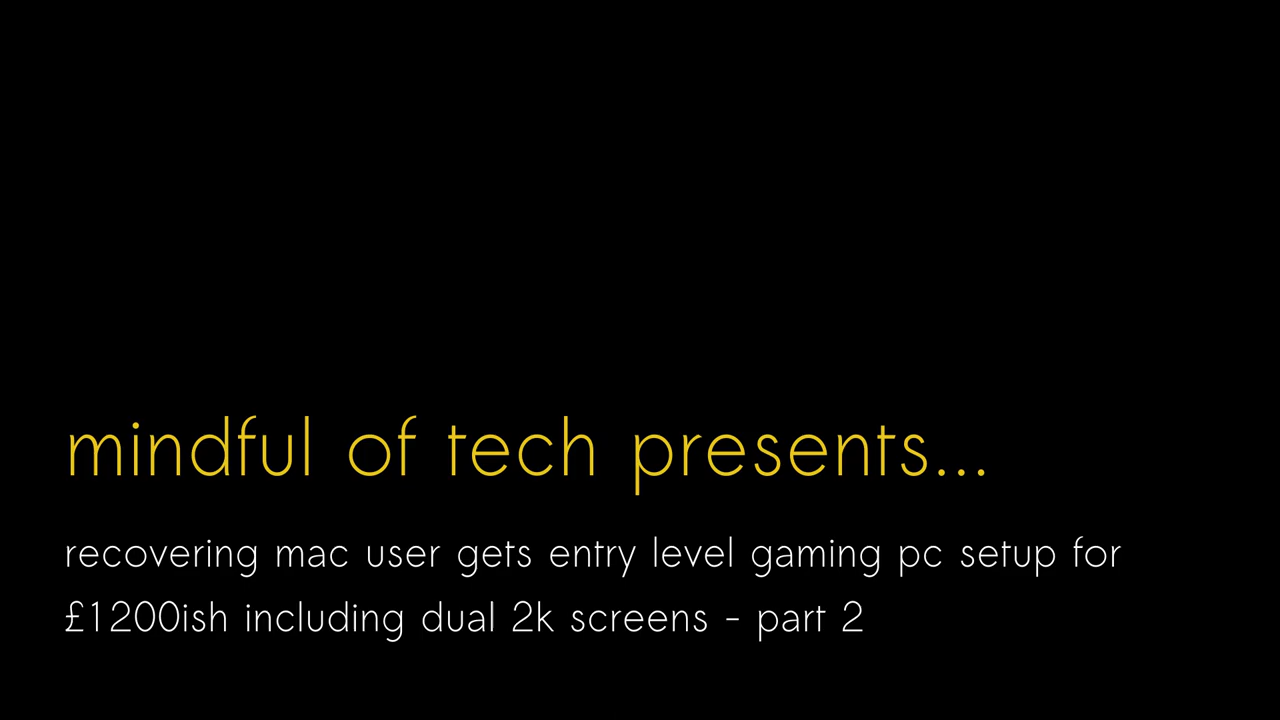 mindful of tech presents...
recovering mac user gets entry level gaming pc setup for
£1200ish including dual 2k screens - part 2